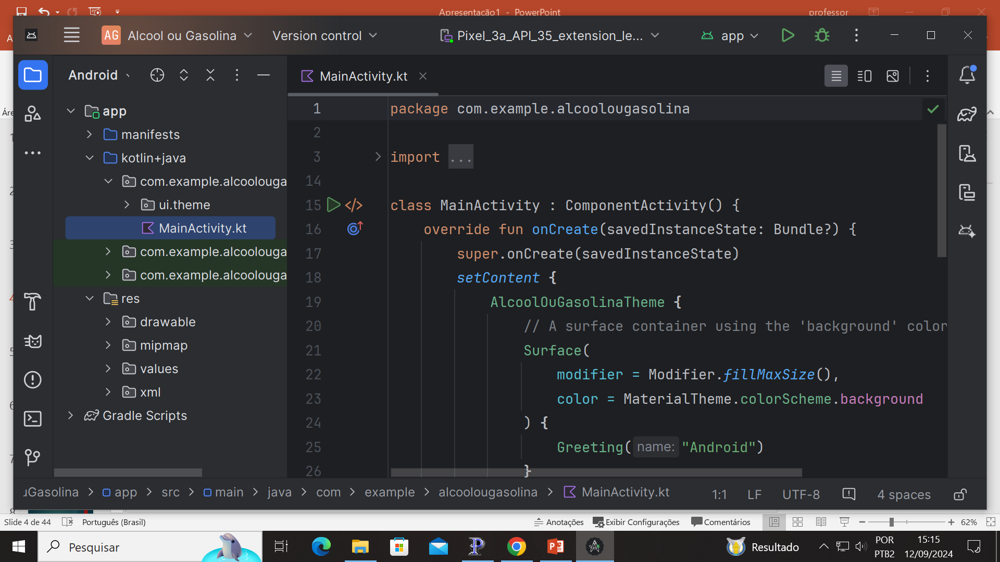 Apresentação1 - PowerPoint
professor
AG Alcool ou Gasolina
Version control
Pixel_3a_API_35_extension_le...
app
Android
MainActivity.kt
app
manifests
kotlin+java
com.example.alcoolouga
ui.theme
MainActivity.kt
com.example.alcoolouga
com.example.alcoolouga
res
drawable
mipmap
values
xml
Gradle Scripts
1 package com.example.alcoolougasolina
2
3 import ...
14
15 class MainActivity : ComponentActivity() {
16 override fun onCreate(savedInstanceState: Bundle?) {
17 super.onCreate(savedInstanceState)
18 setContent {
19 AlcoolOuGasolinaTheme {
20 // A surface container using the 'background' color
21 Surface(
22 modifier = Modifier.fillMaxSize(),
23 color = MaterialTheme.colorScheme.background
24 ) {
25 Greeting( name: "Android")
26 }
uGasolina > app > src > main > java > com > example > alcoolougasolina > MainActivity.kt
1:1 LF UTF-8 4 spaces
Slide 4 de 44 Português (Brasil)
Anotações Exibir Configurações Comentários 62%
Pesquisar
Resultado
POR
PTB2
15:15
12/09/2024